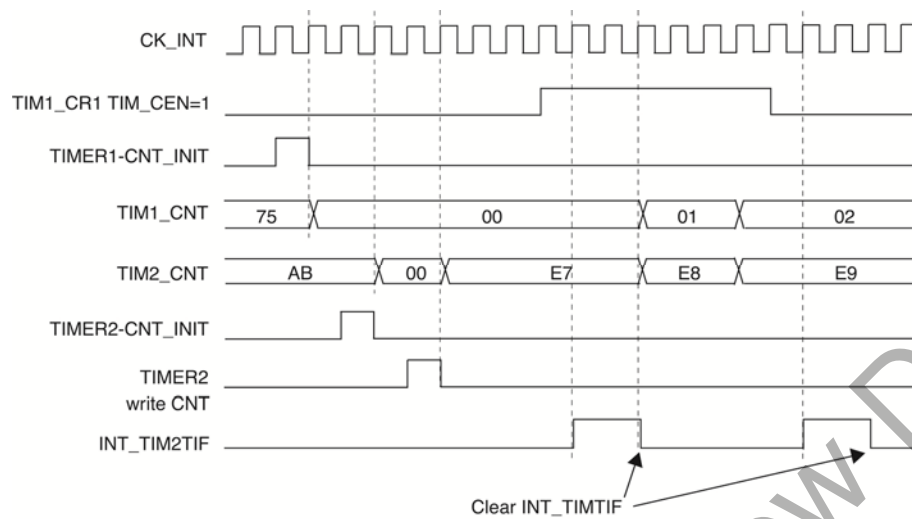 CK_INT
TIM1_CR1 TIM_CEN=1
TIMER1-CNT_INIT
TIM1_CNT 75 00 01 02
TIM2_CNT AB 00 E7 E8 E9
TIMER2-CNT_INIT
TIMER2
write CNT
INT_TIM2TIF
Clear INT_TIMTIF